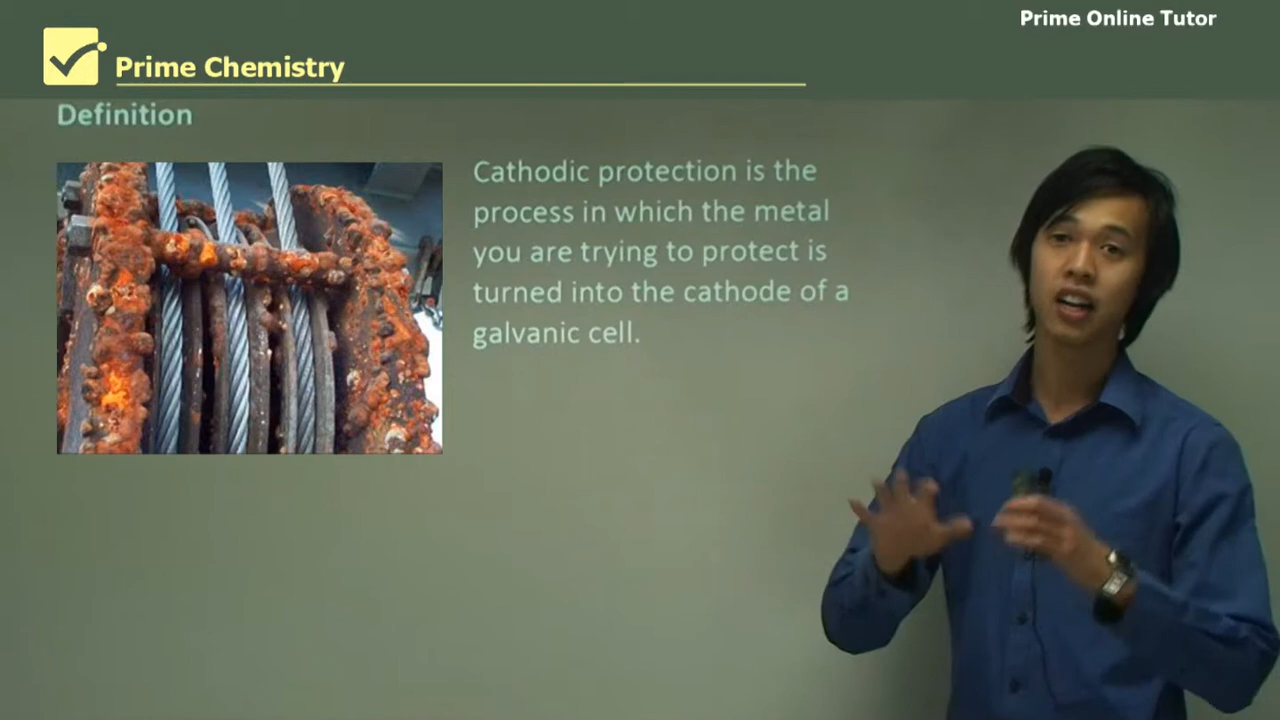 Prime Online Tutor
Prime Chemistry
Definition
Cathodic protection is the
process in which the metal
you are trying to protect is
turned into the cathode of a
galvanic cell.